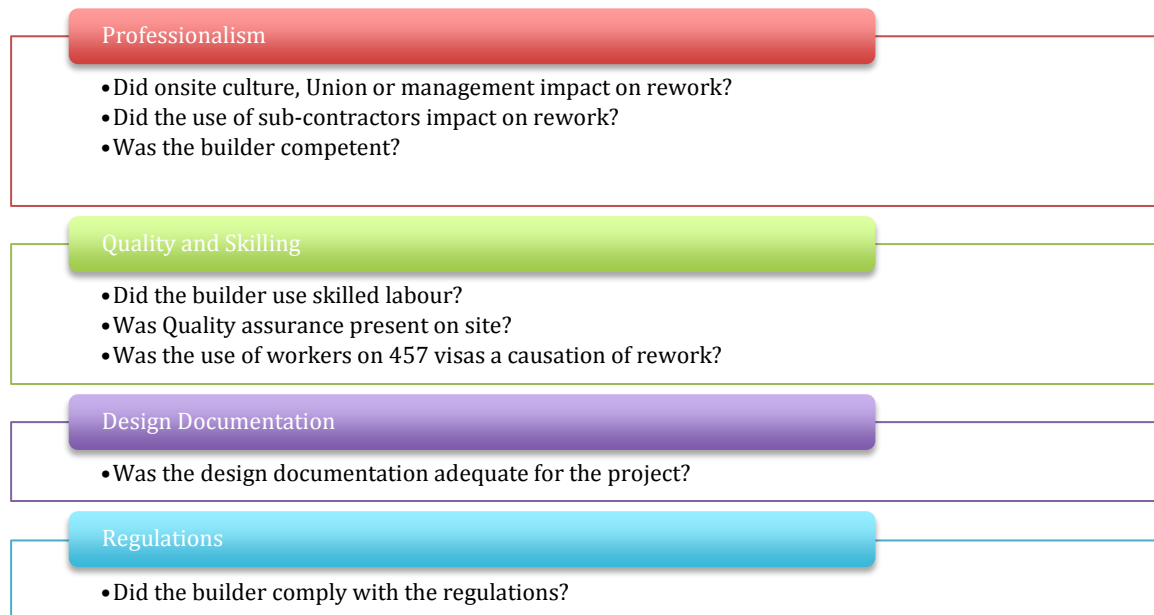 Professionalism
•Did onsite culture, Union or management impact on rework?
•Did the use of sub-contractors impact on rework?
•Was the builder competent?
Quality and Skilling
•Did the builder use skilled labour?
•Was Quality assurance present on site?
•Was the use of workers on 457 visas a causation of rework?
Design Documentation
•Was the design documentation adequate for the project?
Regulations
•Did the builder comply with the regulations?